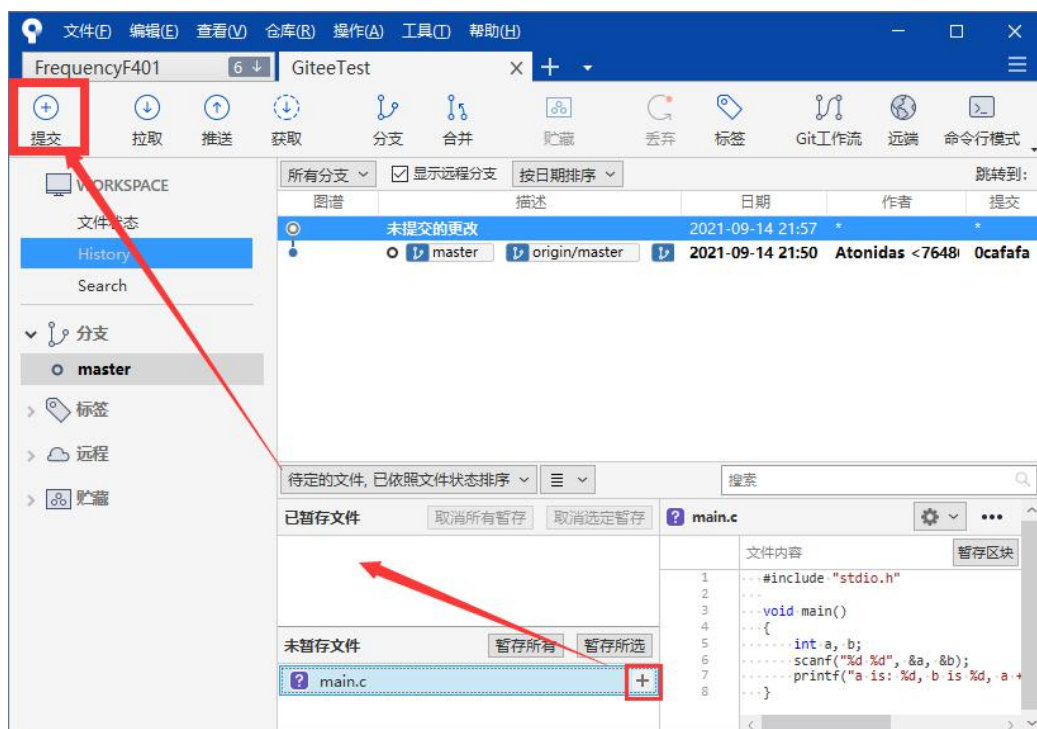 文件(F) 编辑(E) 查看(V) 仓库(R) 操作(A) 工具(T) 帮助(H)
FrequencyF401 6 GiteeTest
提交 拉取 推送 获取 分支 合并 贮藏 丢弃 标签 Git工作流 远端 命令行模式
WORKSPACE
文件状态
History
Search
分支
master
标签
远程
贮藏
所有分支 显示远程分支 按日期排序 跳转到:
图谱 描述 日期 作者 提交
未提交的更改 2021-09-14 21:57 * *
master origin/master 2021-09-14 21:50 Atonidas <7648 0cafafa
待定的文件, 已依照文件状态排序 搜索
已暂存文件 取消所有暂存 取消选定暂存
未暂存文件 暂存所有 暂存所选
main.c
main.c
文件内容 暂存区块
1 #include "stdio.h"
2
3 void main()
4 {
5 int a, b;
6 scanf("%d %d", &a, &b);
7 printf("a is: %d, b is %d, a +
8 }